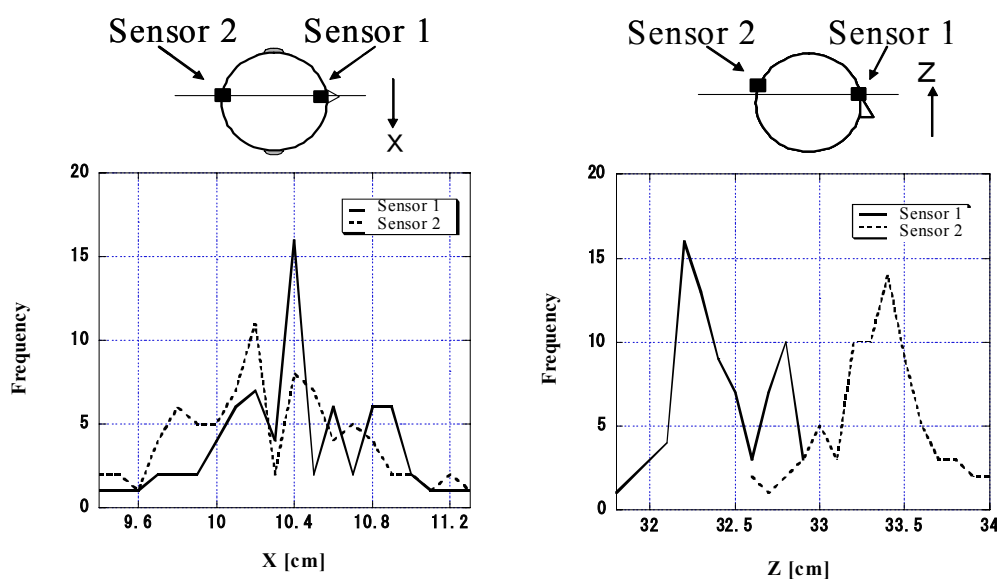 Sensor 2 Sensor 1
X
20
15
10
5
0
Frequency
Sensor 1
Sensor 2
9.6 10 10.4 10.8 11.2
X [cm]
Sensor 2 Sensor 1
Z
20
15
10
5
0
Frequency
Sensor 1
Sensor 2
32 32.5 33 33.5 34
Z [cm]